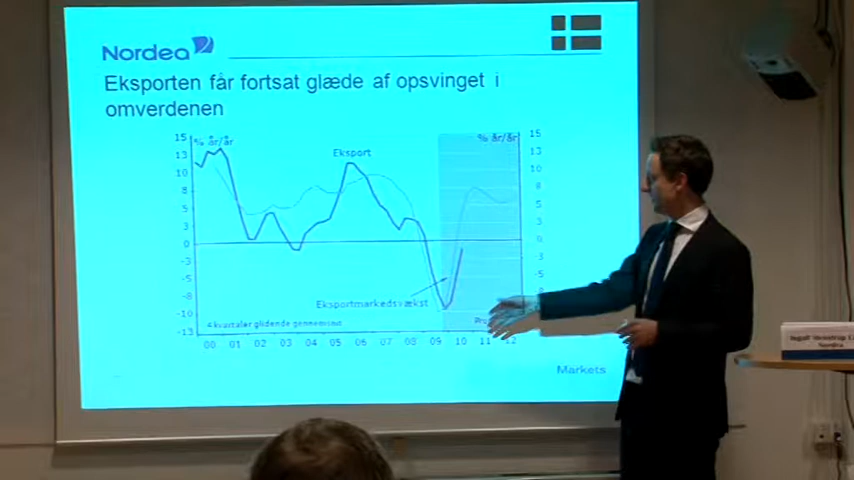 Nordea
Eksporten får fortsat glæde af opsvinget i
omverdenen
% år/år
Eksport
% år/år
15
13
10
8
5
3
0
-3
-5
-8
-10
-13
15
13
10
8
5
3
0
-3
-5
Eksportmarkedsvækst
4 kvartaler glidende gennemsnit
00 01 02 03 04 05 06 07 08 09 10 11 12
Markets
Nordea